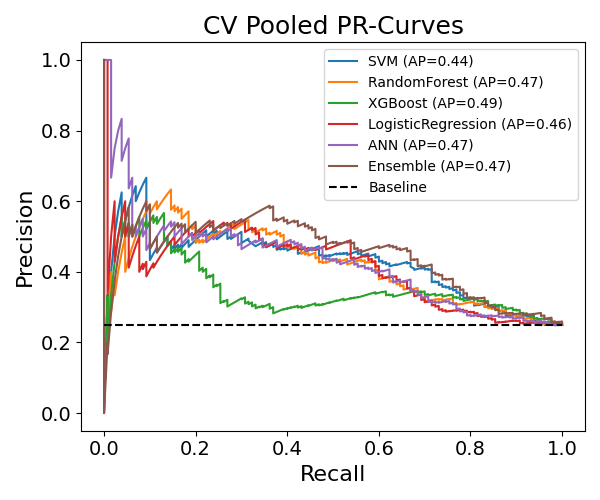 CV Pooled PR-Curves
SVM (AP=0.44)
RandomForest (AP=0.47)
XGBoost (AP=0.49)
LogisticRegression (AP=0.46)
ANN (AP=0.47)
Ensemble (AP=0.47)
Baseline
Precision
1.0
0.8
0.6
0.4
0.2
0.0
0.0 0.2 0.4 0.6 0.8 1.0
Recall